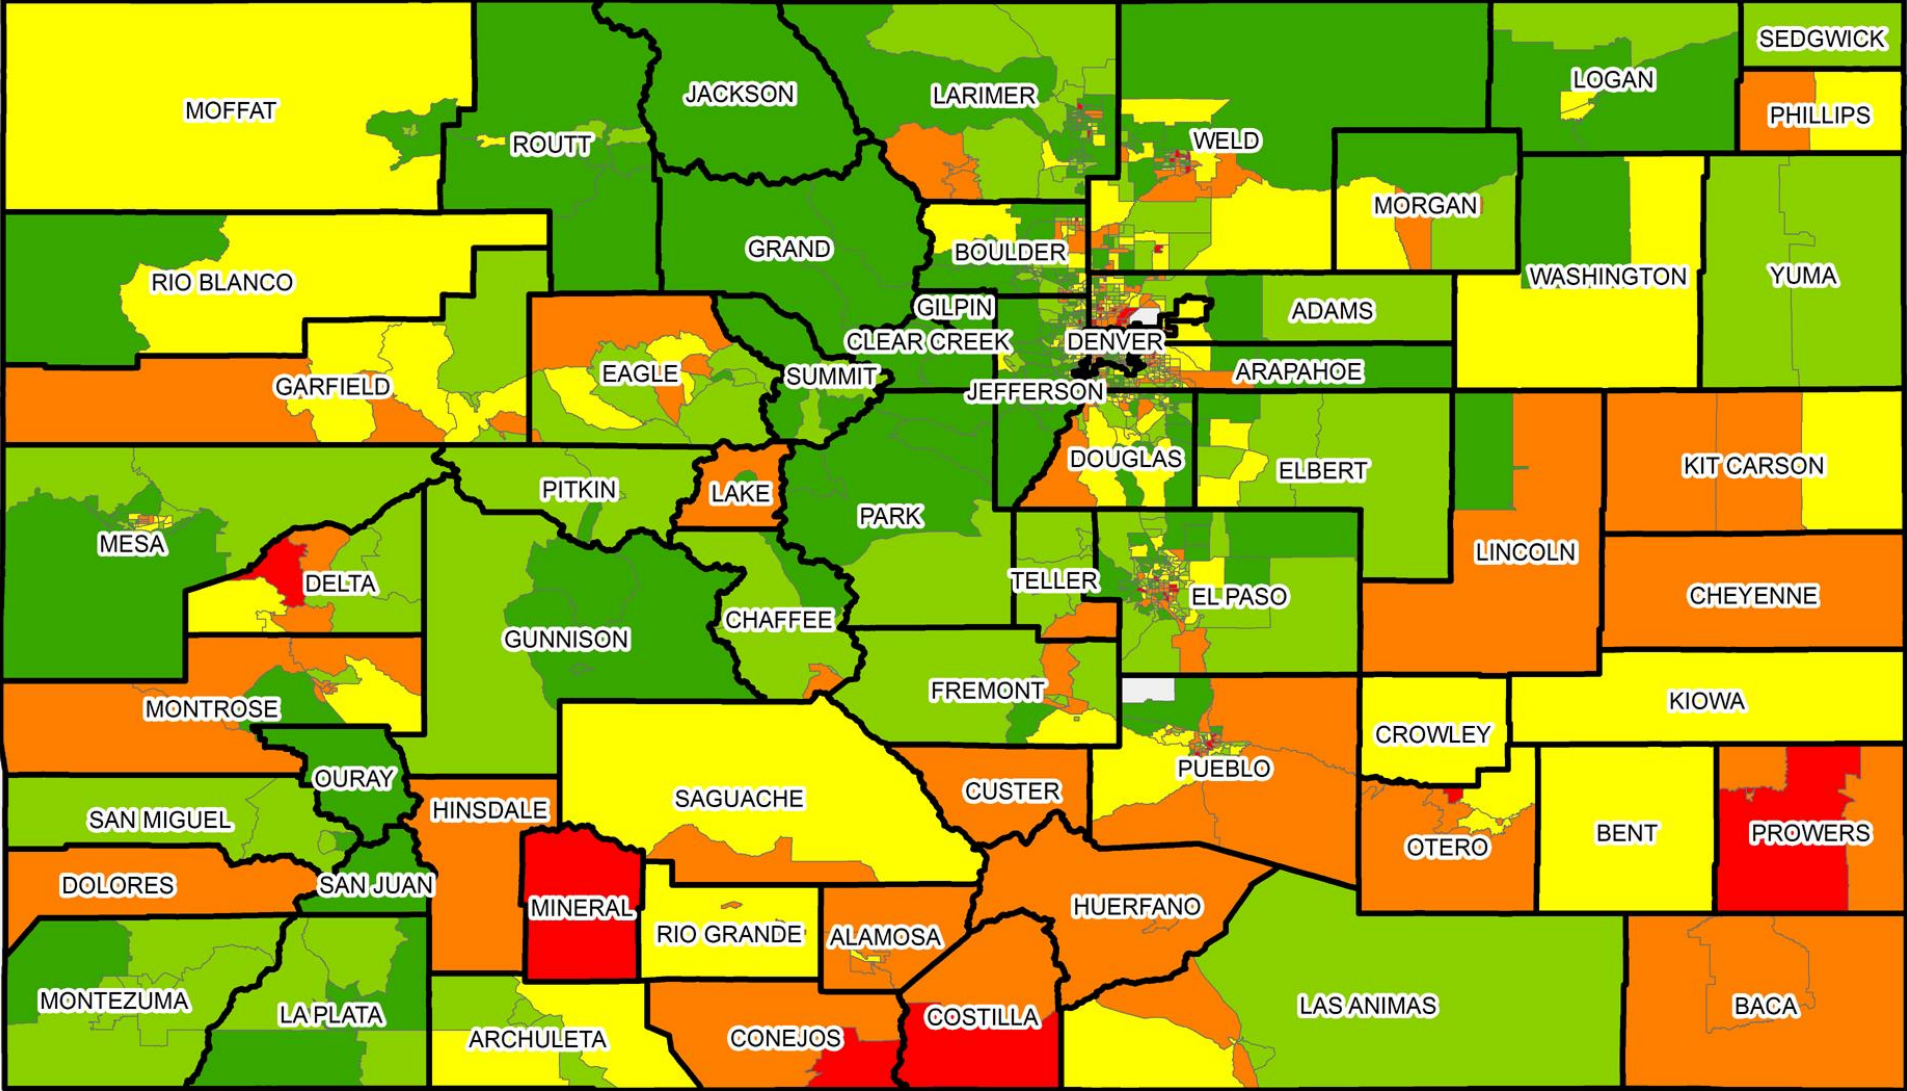 SEDGWICK
LOGAN
JACKSON
LARIMER
MOFFAT
PHILLIPS
WELD
ROUTT
MORGAN
GRAND
BOULDER
RIO BLANCO
WASHINGTON
YUMA
GILPIN
ADAMS
CLEAR CREEK
DENVER
EAGLE
SUMMIT
ARAPAHOE
GARFIELD
JEFFERSON
DOUGLAS
ELBERT
KIT CARSON
PITKIN
LAKE
PARK
MESA
LINCOLN
DELTA
TELLER
EL PASO
CHEYENNE
CHAFFEE
GUNNISON
FREMONT
MONTROSE
KIOWA
CROWLEY
PUEBLO
OURAY
CUSTER
SAGUACHE
HINSDALE
SAN MIGUEL
BENT
PROWERS
OTERO
DOLORES
SAN JUAN
MINERAL
HUERFANO
RIO GRANDE
ALAMOSA
MONTEZUMA
LAS ANIMAS
BACA
LA PLATA
COSTILLA
ARCHULETA
CONEJOS